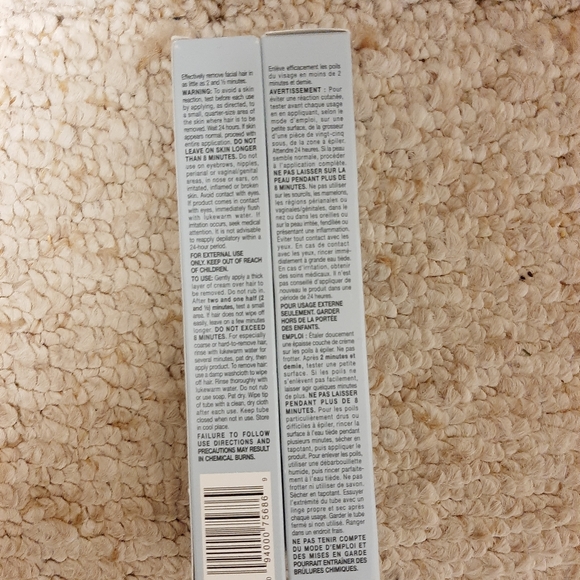 Effectively remove facial hair in
as little as 2 and ½ minutes.
WARNING: To avoid a skin
reaction, test before each use
by applying, as directed, to
a small, quarter-size area of
the skin where hair is to be
removed. Wait 24 hours. If skin
appears normal, proceed with
entire application. DO NOT
LEAVE ON SKIN LONGER
THAN 8 MINUTES. Do not
use on eyebrows, nipples,
perianal or vaginal/genital
areas, in nose or ears, on
irritated, inflamed or broken
skin. Avoid contact with eyes.
If product comes in contact
with eyes, immediately flush
with lukewarm water. If
irritation occurs, seek medical
attention. It is not advisable
to reapply depilatory within a
24-hour period.
FOR EXTERNAL USE
ONLY. KEEP OUT OF REACH
OF CHILDREN.
TO USE: Gently apply a thick
layer of cream over hair to
be removed. Do not rub in.
After two and one half (2
and ½) minutes, test a small
area. If hair does not wipe off
easily, leave on a few minutes
longer. DO NOT EXCEED
8 MINUTES. For especially
coarse or hard-to-remove hair,
rinse with lukewarm water for
several minutes, pat dry, then
apply product. To remove hair,
use a damp washcloth to wipe
off hair. Rinse thoroughly with
lukewarm water. Do not rub
or use soap. Pat dry. Wipe tip
of tube with a clean, dry cloth
after each use. Keep tube
closed when not in use. Store
in cool place.
FAILURE TO FOLLOW
USE DIRECTIONS AND
PRECAUTIONS MAY RESULT
IN CHEMICAL BURNS.
0 94000 75686 9
Enlève efficacement les poils
du visage en moins de 2
minutes et demie.
AVERTISSEMENT : Pour
éviter une réaction cutanée,
tester avant chaque usage
en en appliquant, selon le
mode d'emploi, sur une
petite surface, de la grosseur
d'une pièce de vingt-cinq
sous, de la zone à épiler.
Attendre 24 heures. Si la peau
semble normale, procéder
à l'application complète.
NE PAS LAISSER SUR LA
PEAU PENDANT PLUS DE
8 MINUTES. Ne pas utiliser
sur les sourcils, les mamelons,
les régions périanales ou
vaginales/génitales, dans le
nez ou dans les oreilles ou
sur la peau irritée, fendillée ou
présentant une inflammation.
Éviter tout contact avec les
yeux. En cas de contact
avec les yeux, rincer immé-
diatement à grande eau tiède.
En cas d'irritation, obtenir
des soins médicaux. Il n'est
pas conseillé d'appliquer de
nouveau le produit dans une
période de 24 heures.
POUR USAGE EXTERNE
SEULEMENT. GARDER
HORS DE LA PORTÉE
DES ENFANTS.
EMPLOI : Étaler doucement
une épaisse couche de crème
sur les poils à épiler. Ne pas
frotter. Après 2 minutes et
demie, tester une petite
surface. Si les poils ne
s'enlèvent pas facilement,
laisser agir quelques minutes
de plus. NE PAS LAISSER
PENDANT PLUS DE 8
MINUTES. Pour les poils
particulièrement drus ou
difficiles à épiler, rincer la
surface à l'eau tiède pendant
plusieurs minutes, sécher en
tapotant, puis appliquer le
produit. Pour enlever les poils,
utiliser une débarbouillette
humide, puis rincer parfaite-
ment à l'eau tiède. Ne pas
frotter ni utiliser de savon.
Sécher en tapotant. Essuyer
l'extrémité du tube avec un
linge propre et sec après
chaque usage. Garder le tube
fermé si non utilisé. Ranger
dans un endroit frais.
NE PAS TENIR COMPTE
DU MODE D'EMPLOI ET
DES MISES EN GARDE
POURRAIT ENTRAÎNER DES
BRÛLURES CHIMIQUES.